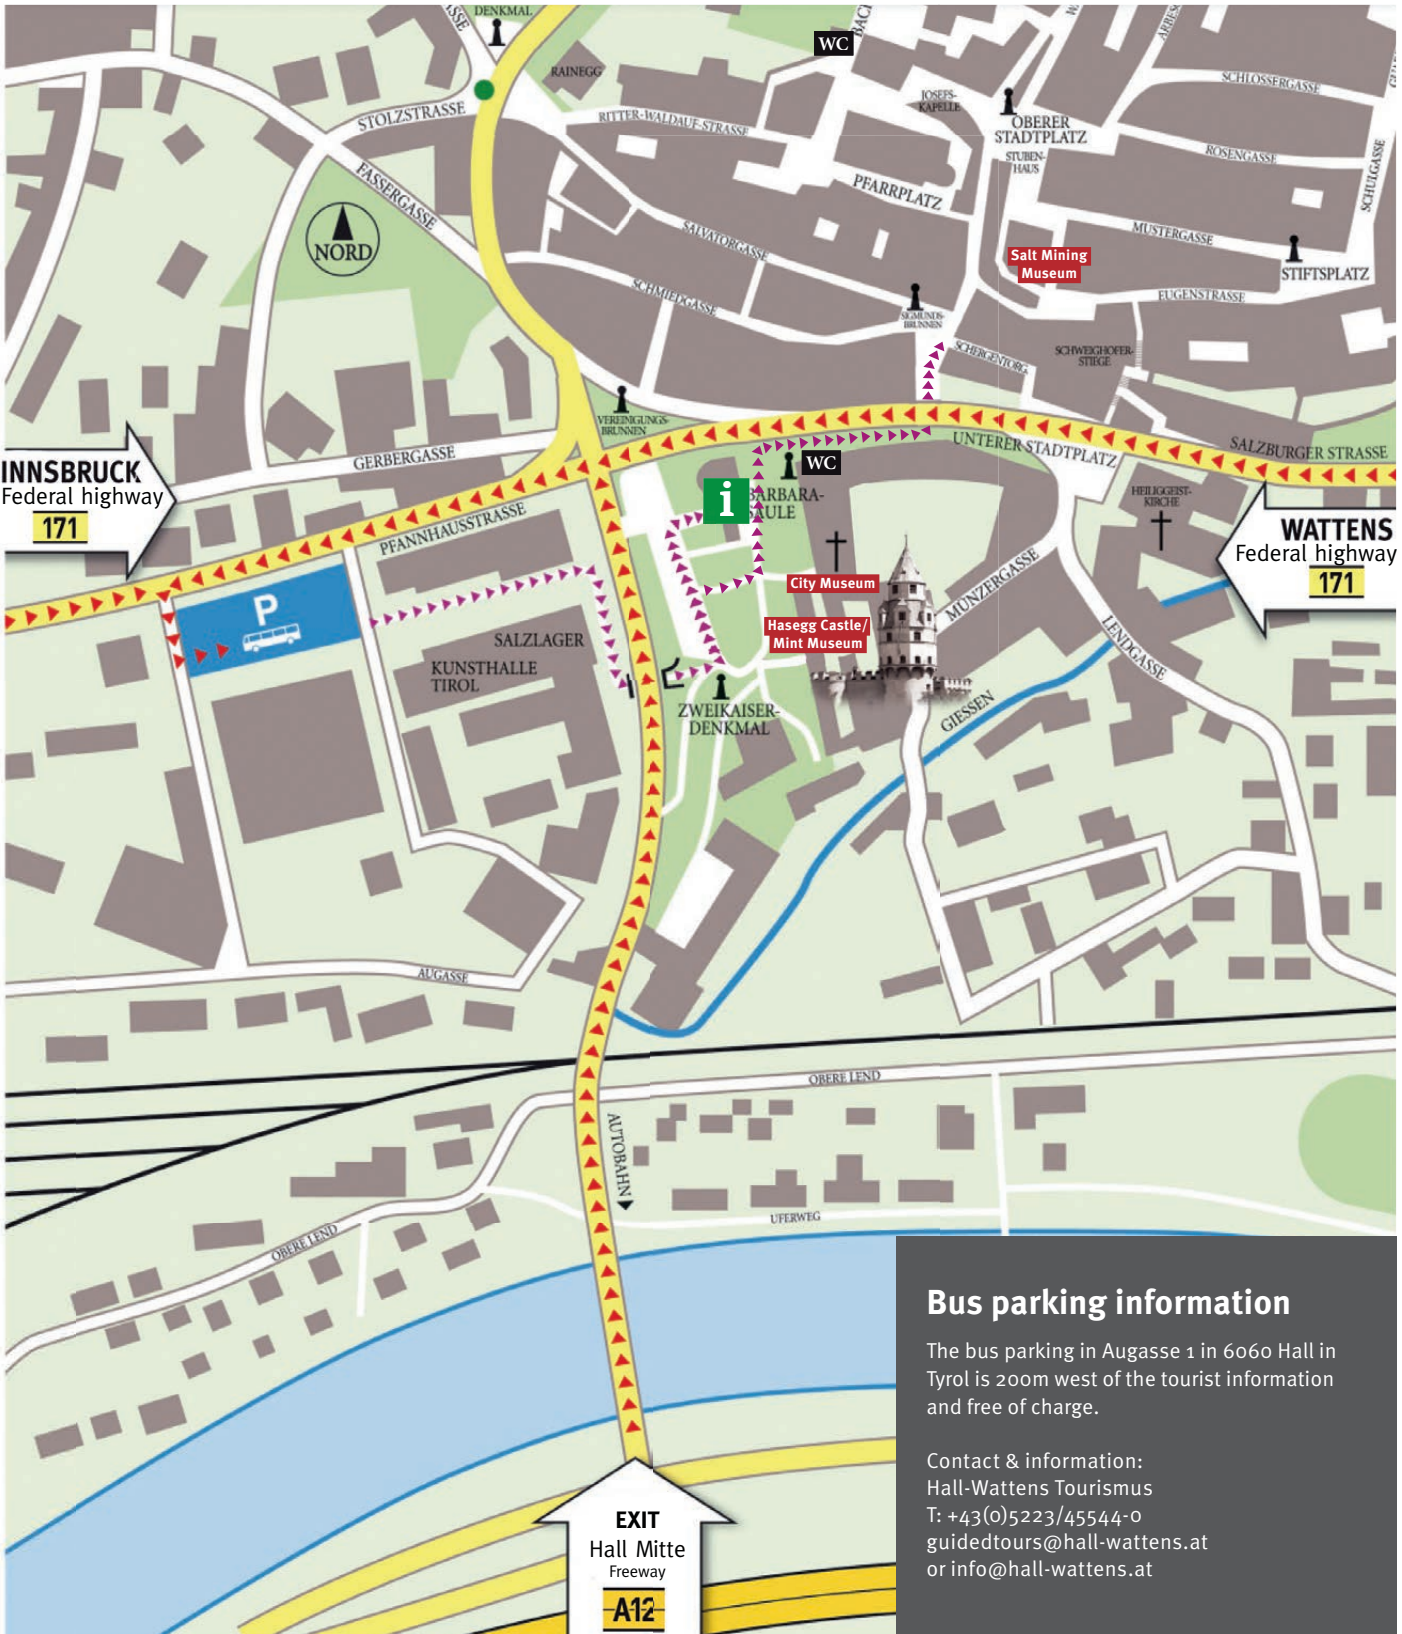 DENKMAL
WC
RAINEGG
SCHLOSSERGASSE
JOSEFS-
KAPELLE
STOLZSTRASSE
RITTER-WALDAUF-STRASSE
OBERER
STADTPLATZ
ROSENGASSE
STUBEN-
HAUS
SCHULGASSE
FASSERGASSE
PFARRPLATZ
NORD
SALVATORGASSE
MUSTERGASSE
Salt Mining
Museum
STIFTSPLATZ
SCHMIEDGASSE
EUGENSTRASSE
SIGMUNDS-
BRUNNEN
SCHERGENTORG.
SCHWEIGHOFER-
STIEGE
VEREINIGUNGS-
BRUNNEN
UNTERER STADTPLATZ
SALZBURGER STRASSE
GERBERGASSE
WC
INNSBRUCK
Federal highway
171
i
BARBARA-
SÄULE
HEILIGGEIST-
KIRCHE
PFANNHAUSSTRASSE
WATTENS
Federal highway
171
City Museum
MÜNZERGASSE
P
Hasegg Castle/
Mint Museum
SALZLAGER
KUNSTHALLE
TIROL
LENDGASSE
ZWEIKAISER-
DENKMAL
GIESSEN
AUGASSE
OBERE LEND
AUTOBAHN
UFERWEG
OBERE LEND
Bus parking information
The bus parking in Augasse 1 in 6060 Hall in
Tyrol is 200m west of the tourist information
and free of charge.
Contact & information:
Hall-Wattens Tourismus
T: +43(0)5223/45544-0
guidedtours@hall-wattens.at
or info@hall-wattens.at
EXIT
Hall Mitte
Freeway
A12